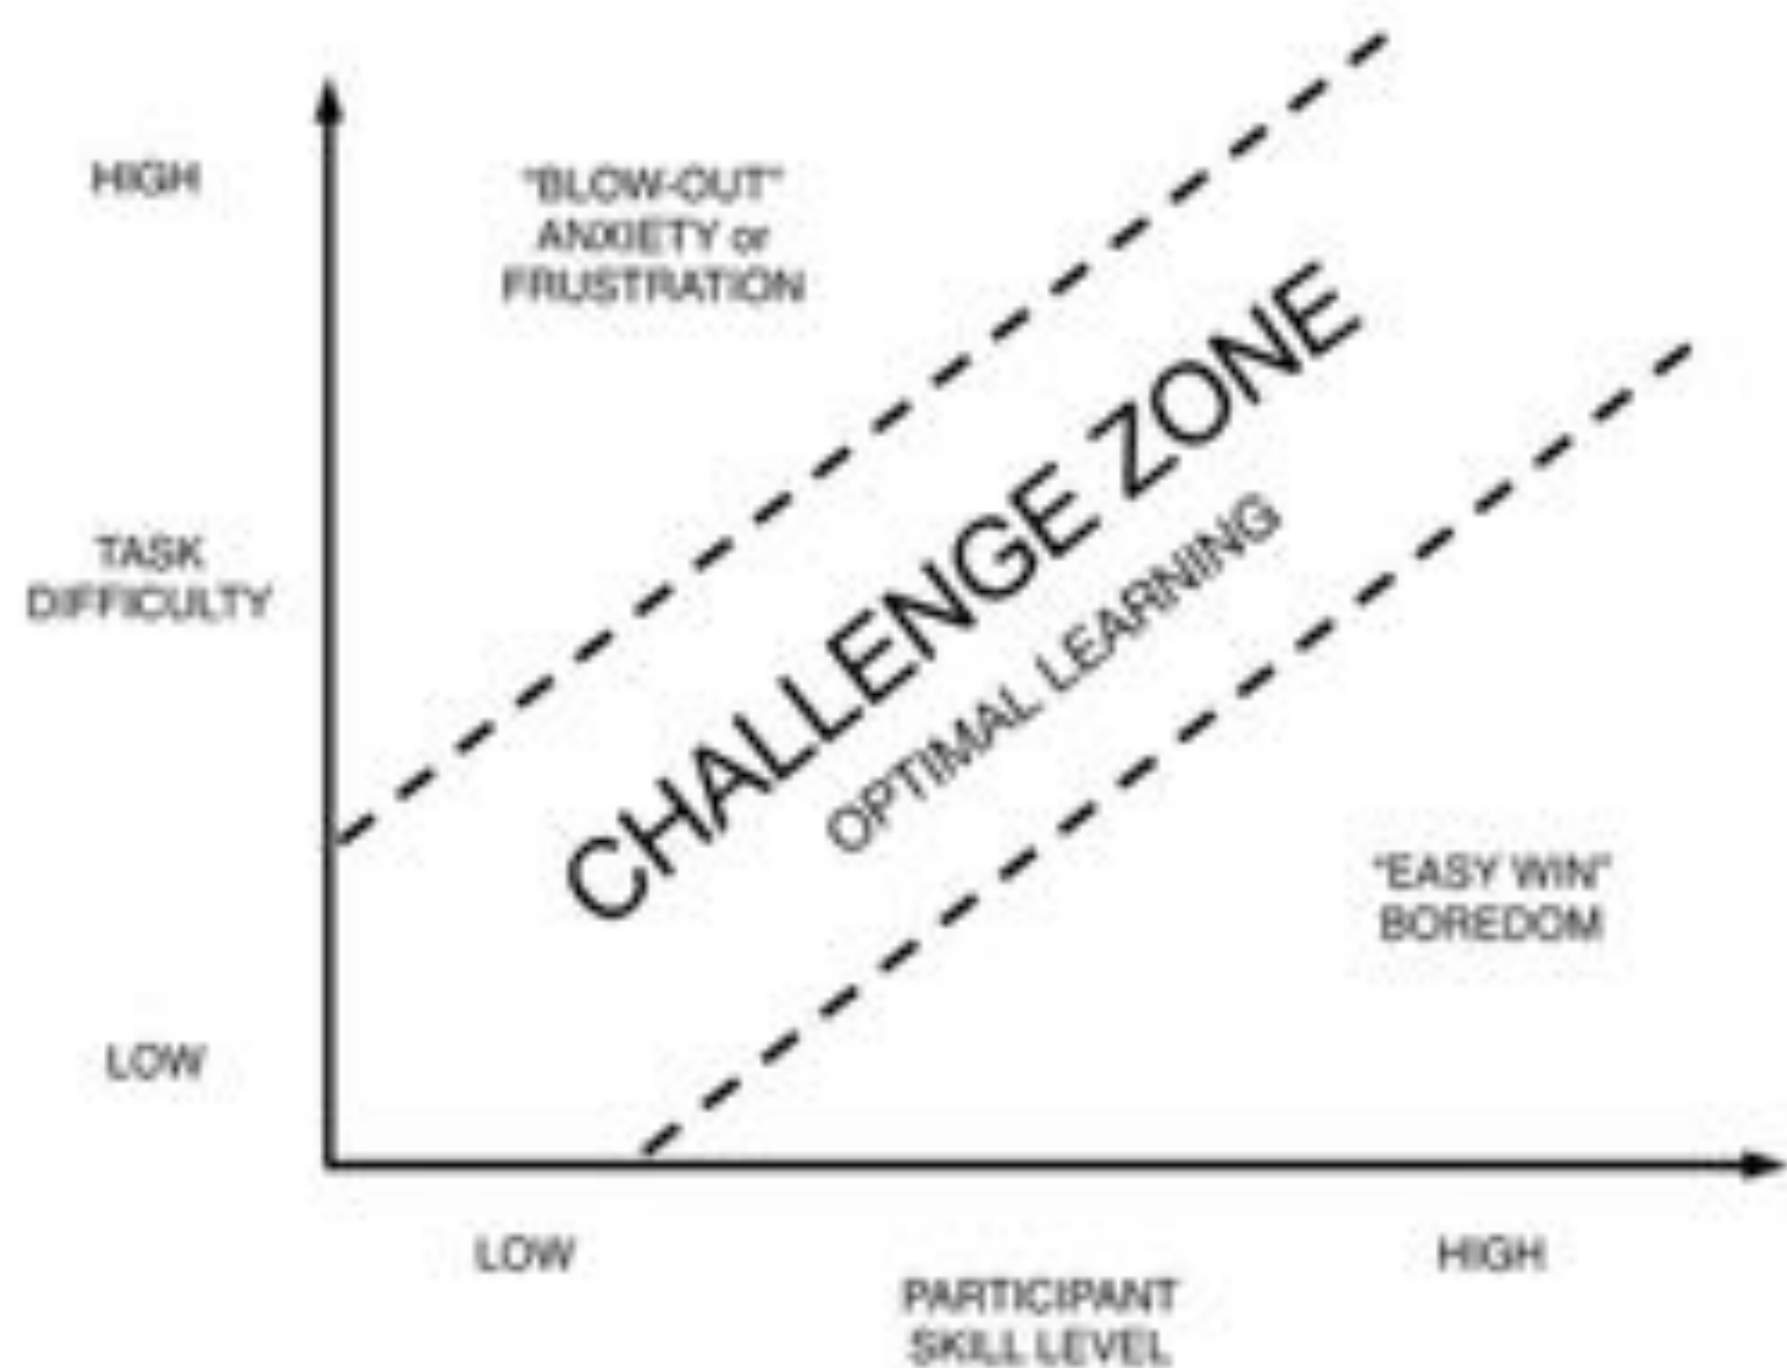 HIGH
"BLOW-OUT"
ANXIETY or
FRUSTRATION
CHALLENGE ZONE
OPTIMAL LEARNING
TASK
DIFFICULTY
"EASY WIN"
BOREDOM
LOW
LOW
HIGH
PARTICIPANT
SKILL LEVEL